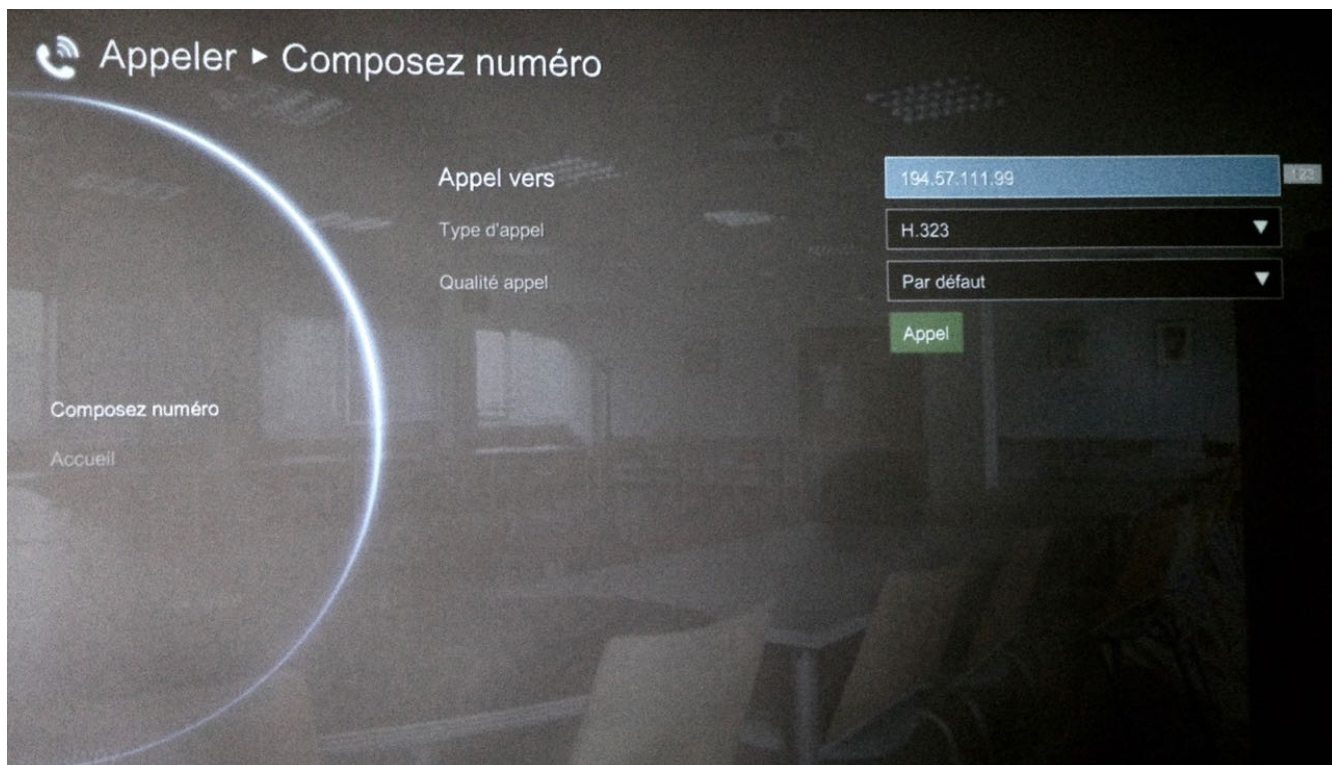 Appeler ► Composez numéro
Appel vers 194.57.111.99 123
Type d'appel H.323
Qualité appel Par défaut
Appel
Composez numéro
Accueil